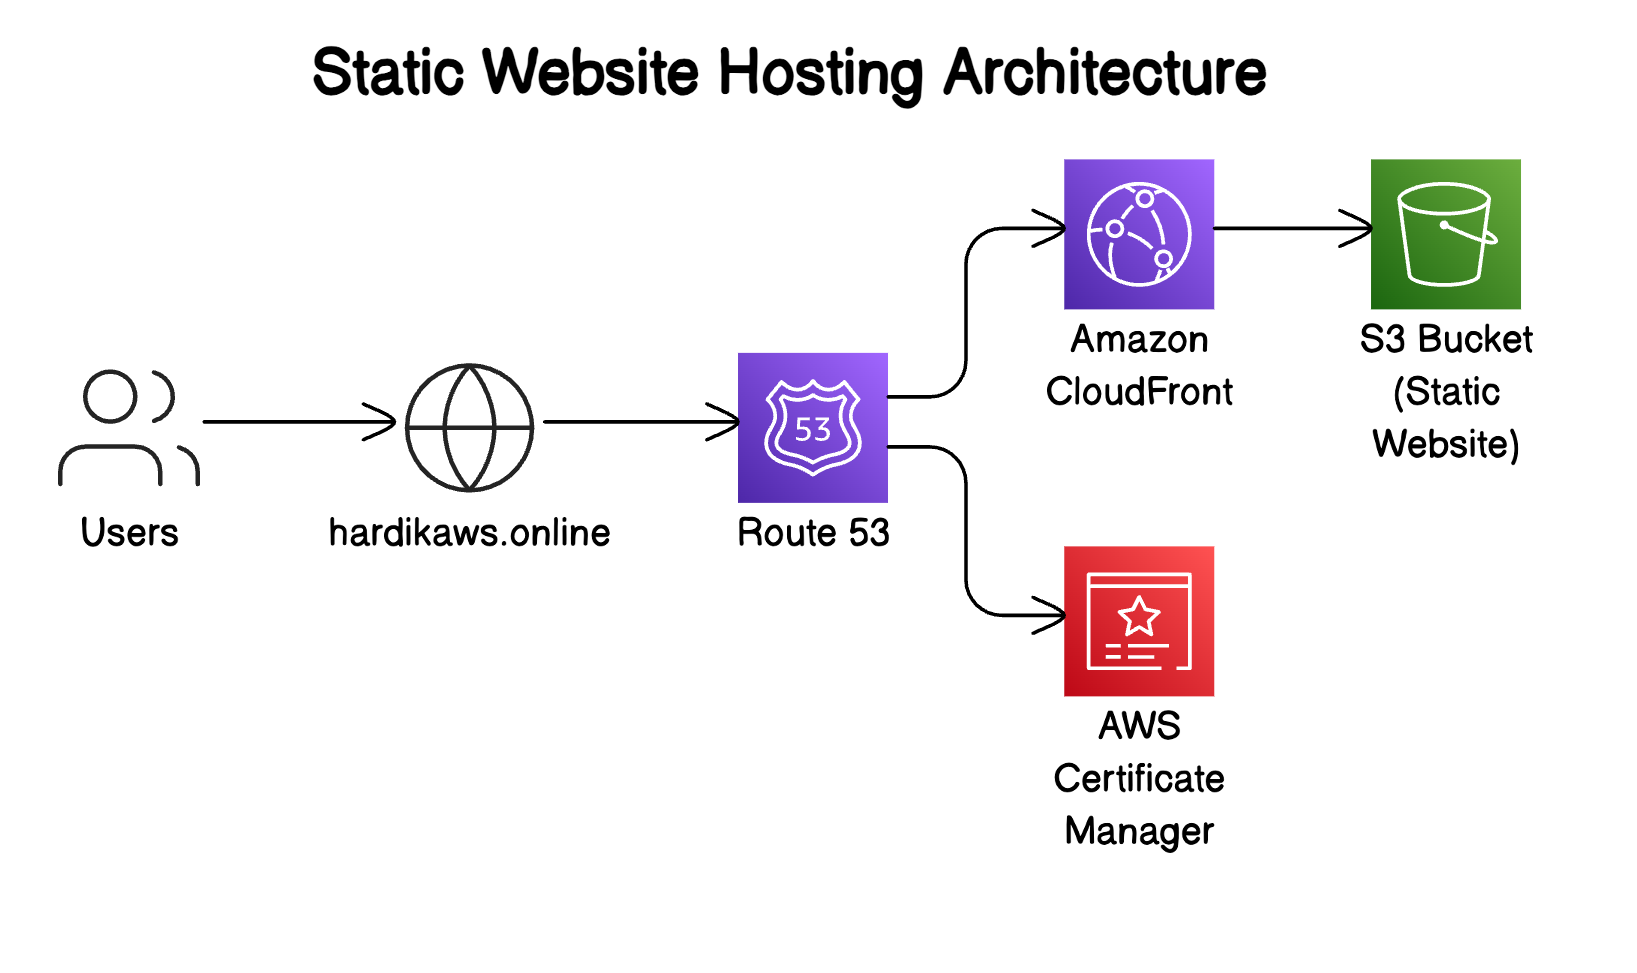 Static Website Hosting Architecture
Users
hardikaws.online
53
Route 53
Amazon
CloudFront
S3 Bucket
(Static
Website)
AWS
Certificate
Manager